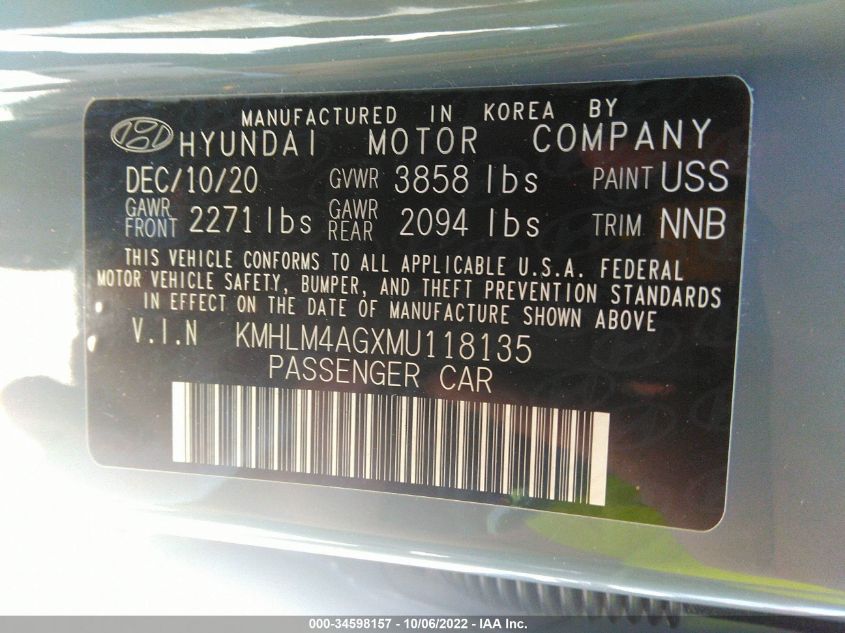 MANUFACTURED IN KOREA BY
HYUNDAI MOTOR COMPANY
DEC/10/20 GVWR 3858 lbs PAINT USS
GAWR FRONT 2271 lbs GAWR REAR 2094 lbs TRIM NNB
THIS VEHICLE CONFORMS TO ALL APPLICABLE U.S.A. FEDERAL
MOTOR VEHICLE SAFETY, BUMPER, AND THEFT PREVENTION STANDARDS
IN EFFECT ON THE DATE OF MANUFACTURE SHOWN ABOVE
V.I.N KMHLM4AGXMU118135
PASSENGER CAR
000-34598157 - 10/06/2022 - IAA Inc.